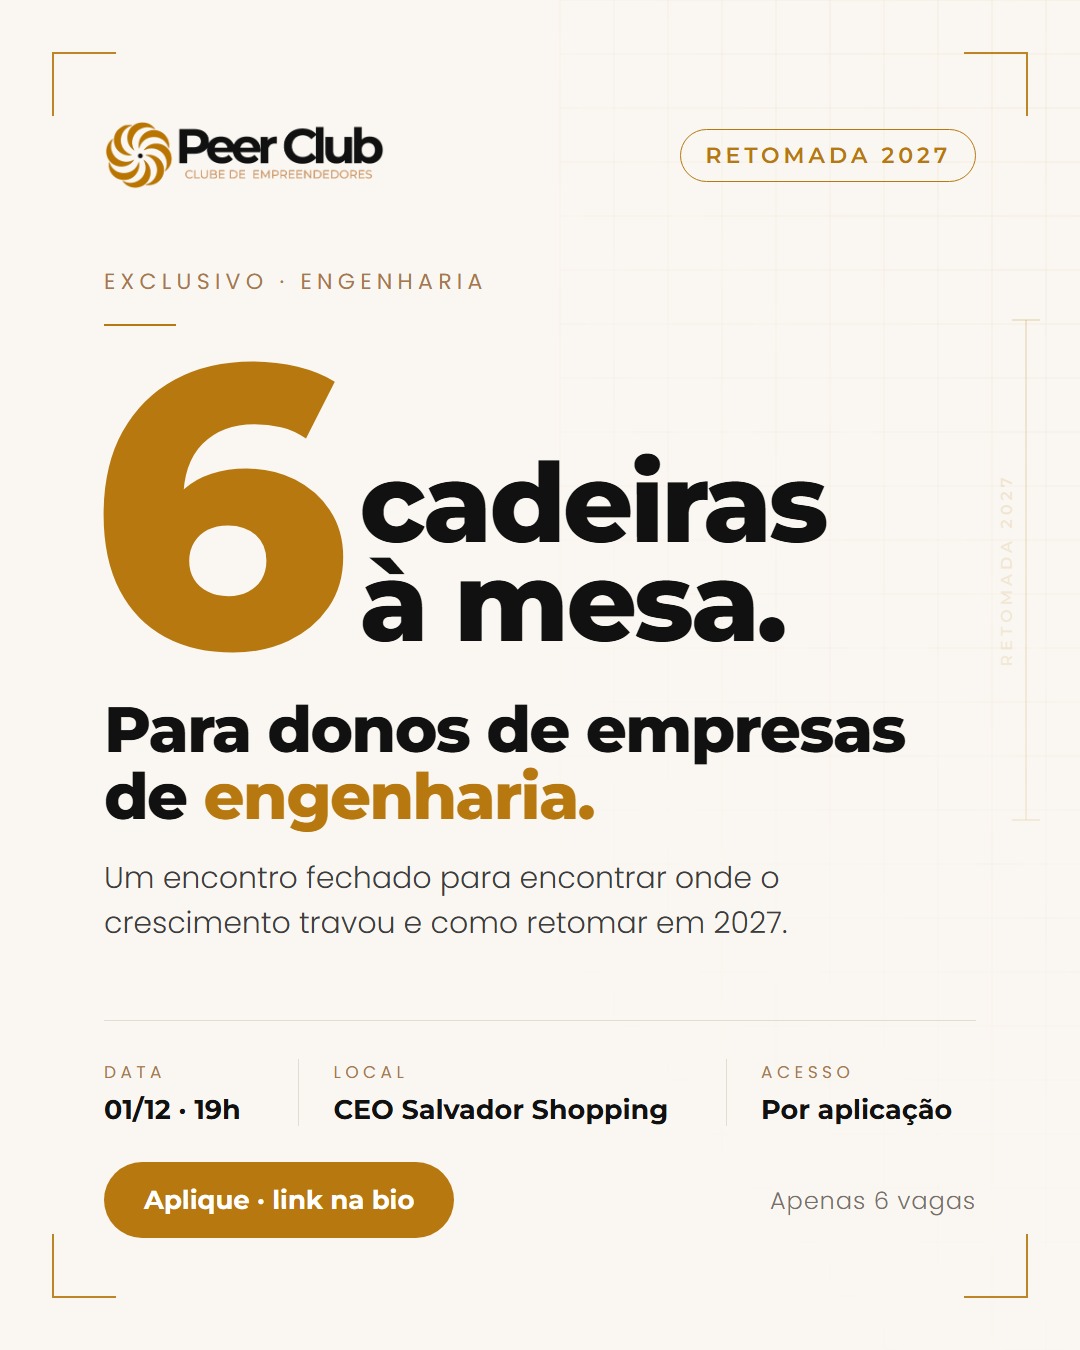 Peer Club
CLUBE DE EMPREENDEDORES
RETOMADA 2027
EXCLUSIVO · ENGENHARIA
6 cadeiras
à mesa.
RETOMADA 2027
Para donos de empresas
de engenharia.
Um encontro fechado para encontrar onde o
crescimento travou e como retomar em 2027.
DATA
01/12 · 19h
LOCAL
CEO Salvador Shopping
ACESSO
Por aplicação
Aplique · link na bio
Apenas 6 vagas